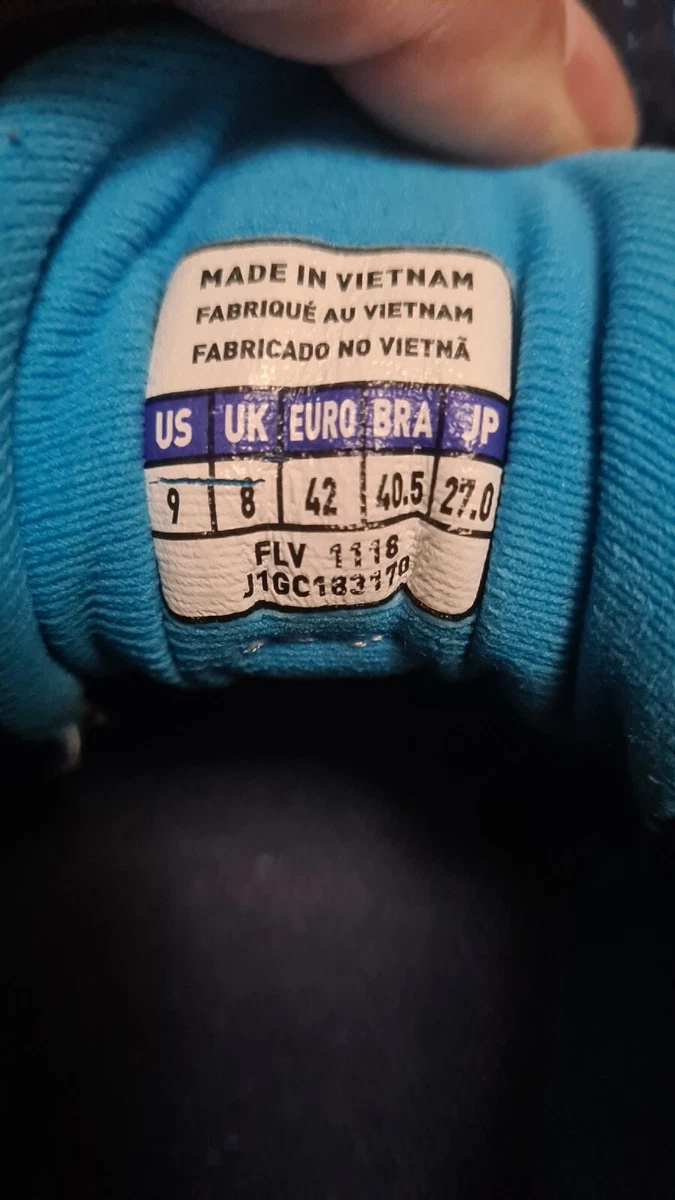 MADE IN VIETNAM
FABRIQUÉ AU VIETNAM
FABRICADO NO VIETNÃ
US UK EURO BRA JP
9 8 42 40.5 27.0
FLV 1118
J1GC183170